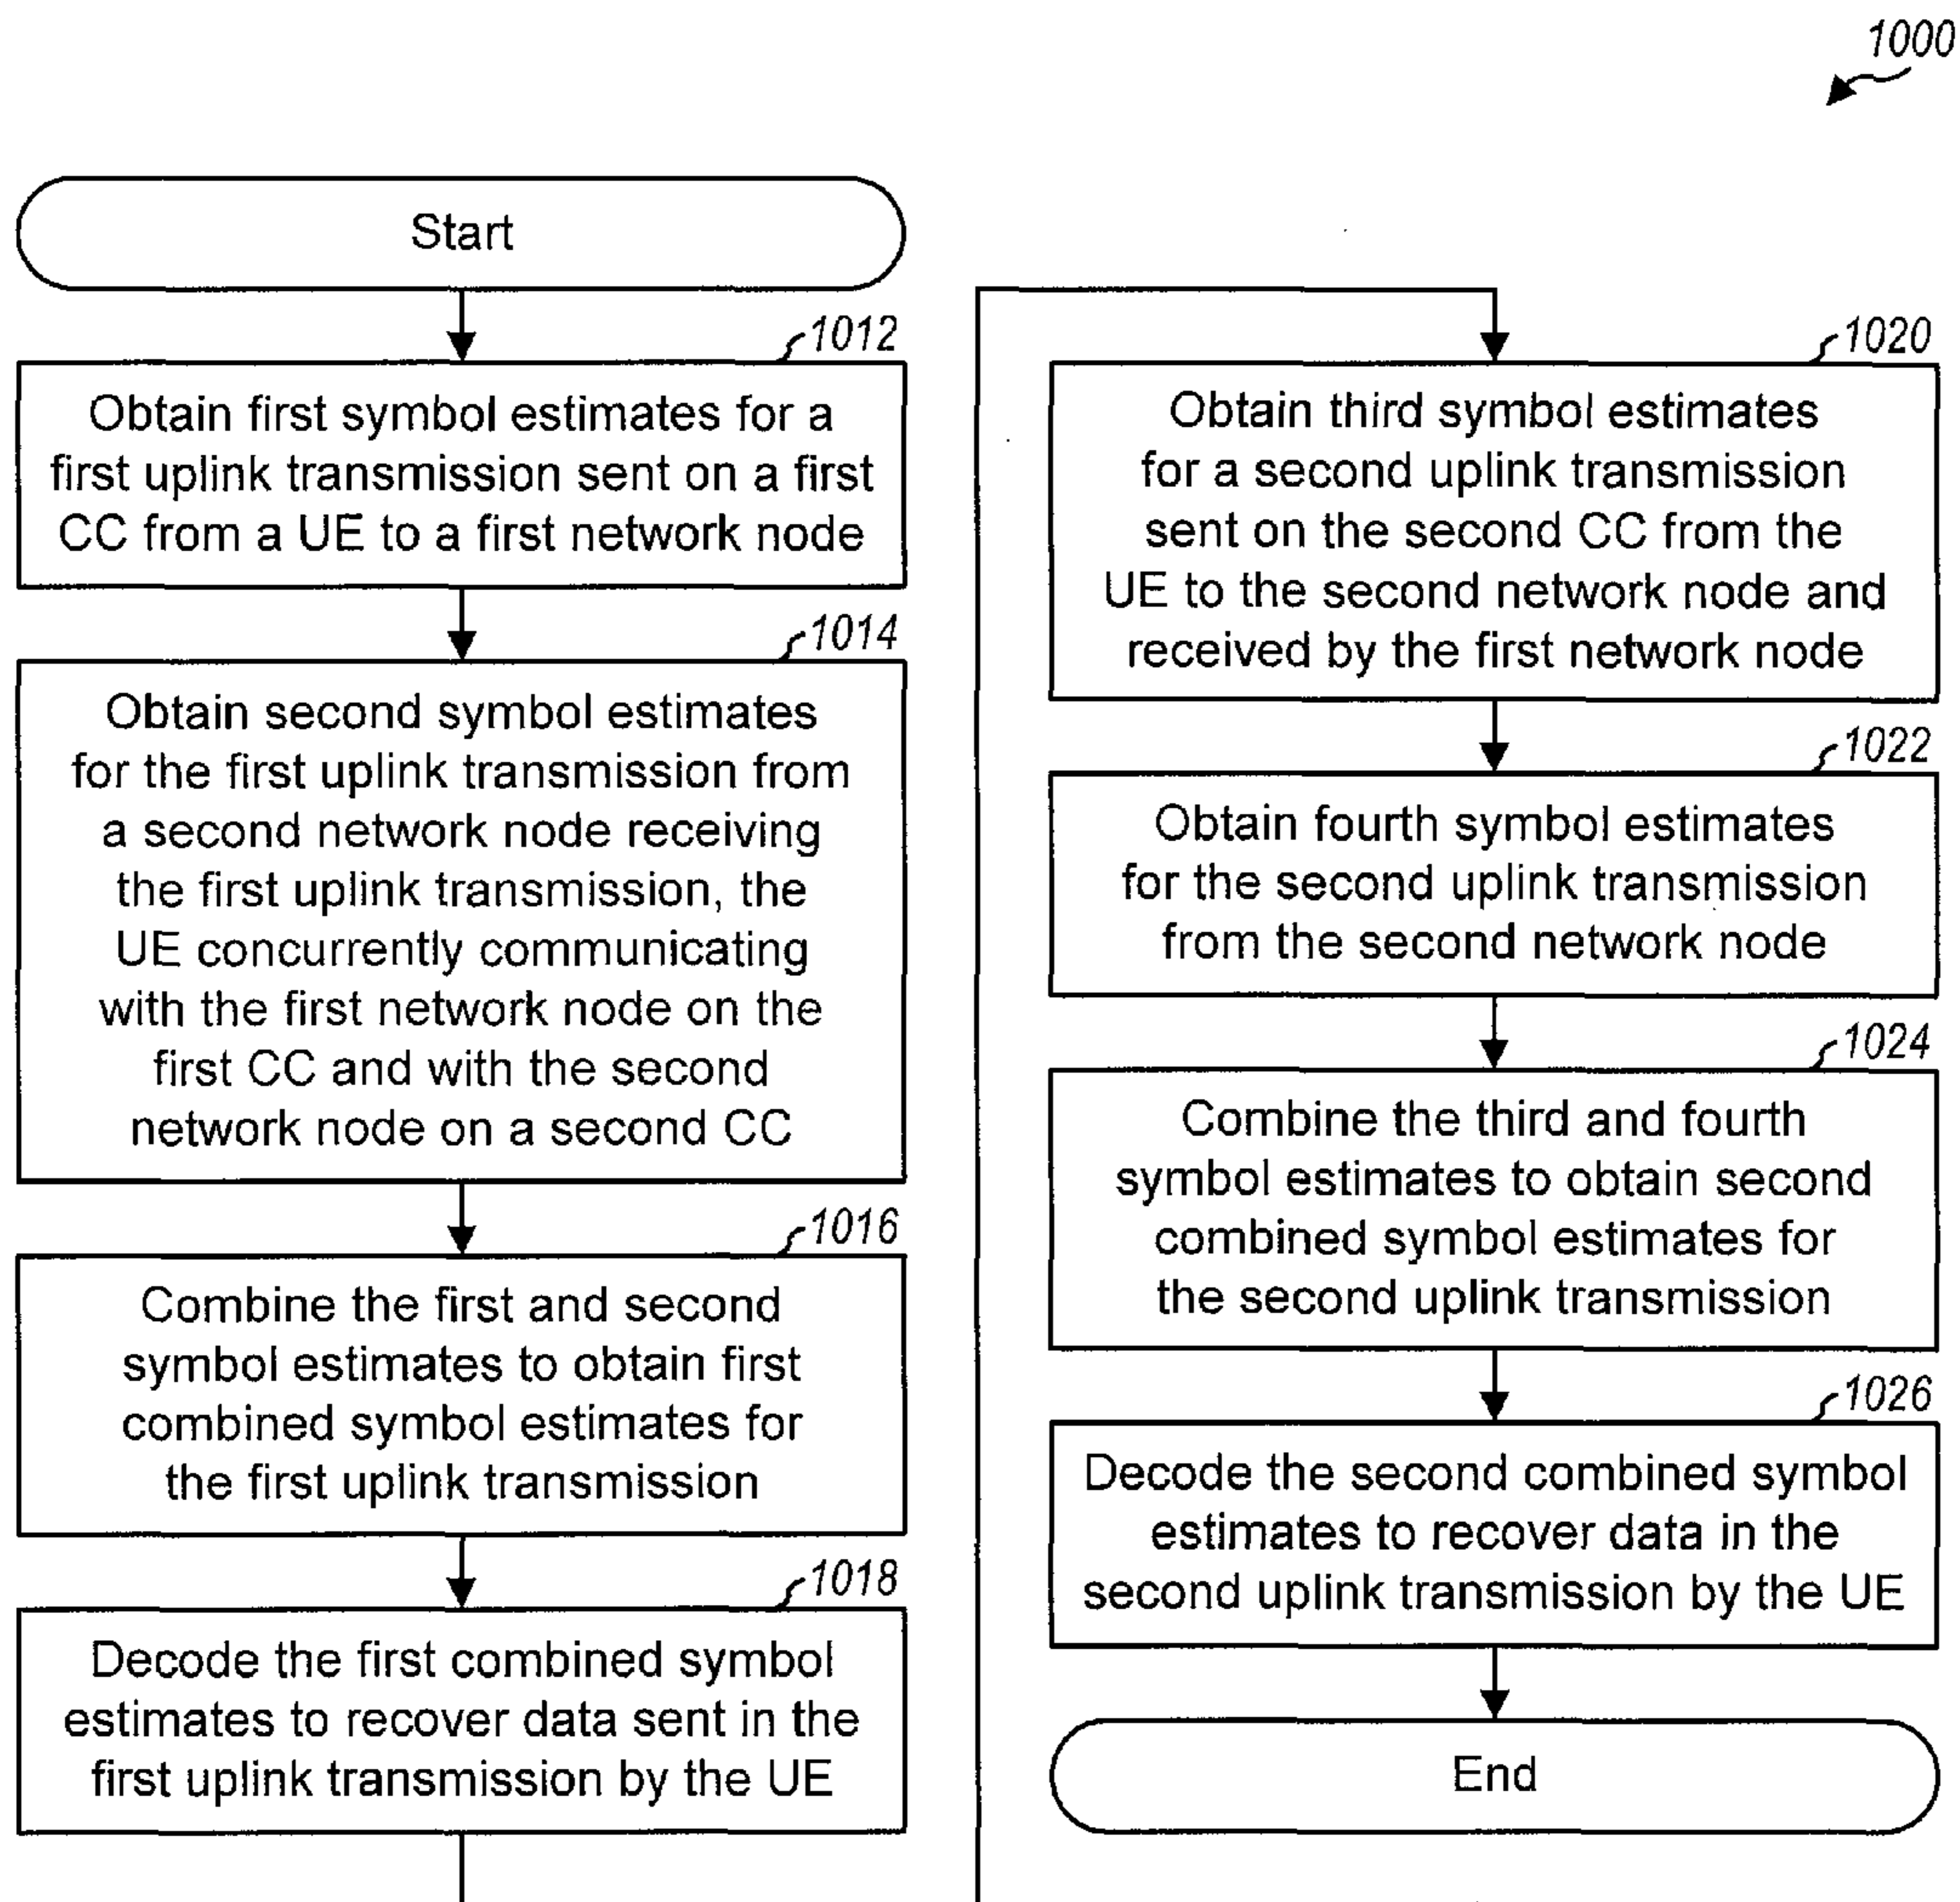 1000
Start
1012
Obtain first symbol estimates for a
first uplink transmission sent on a first
CC from a UE to a first network node
1014
Obtain second symbol estimates
for the first uplink transmission from
a second network node receiving
the first uplink transmission, the
UE concurrently communicating
with the first network node on the
first CC and with the second
network node on a second CC
1016
Combine the first and second
symbol estimates to obtain first
combined symbol estimates for
the first uplink transmission
1018
Decode the first combined symbol
estimates to recover data sent in the
first uplink transmission by the UE
1020
Obtain third symbol estimates
for a second uplink transmission
sent on the second CC from the
UE to the second network node and
received by the first network node
1022
Obtain fourth symbol estimates
for the second uplink transmission
from the second network node
1024
Combine the third and fourth
symbol estimates to obtain second
combined symbol estimates for
the second uplink transmission
1026
Decode the second combined symbol
estimates to recover data in the
second uplink transmission by the UE
End